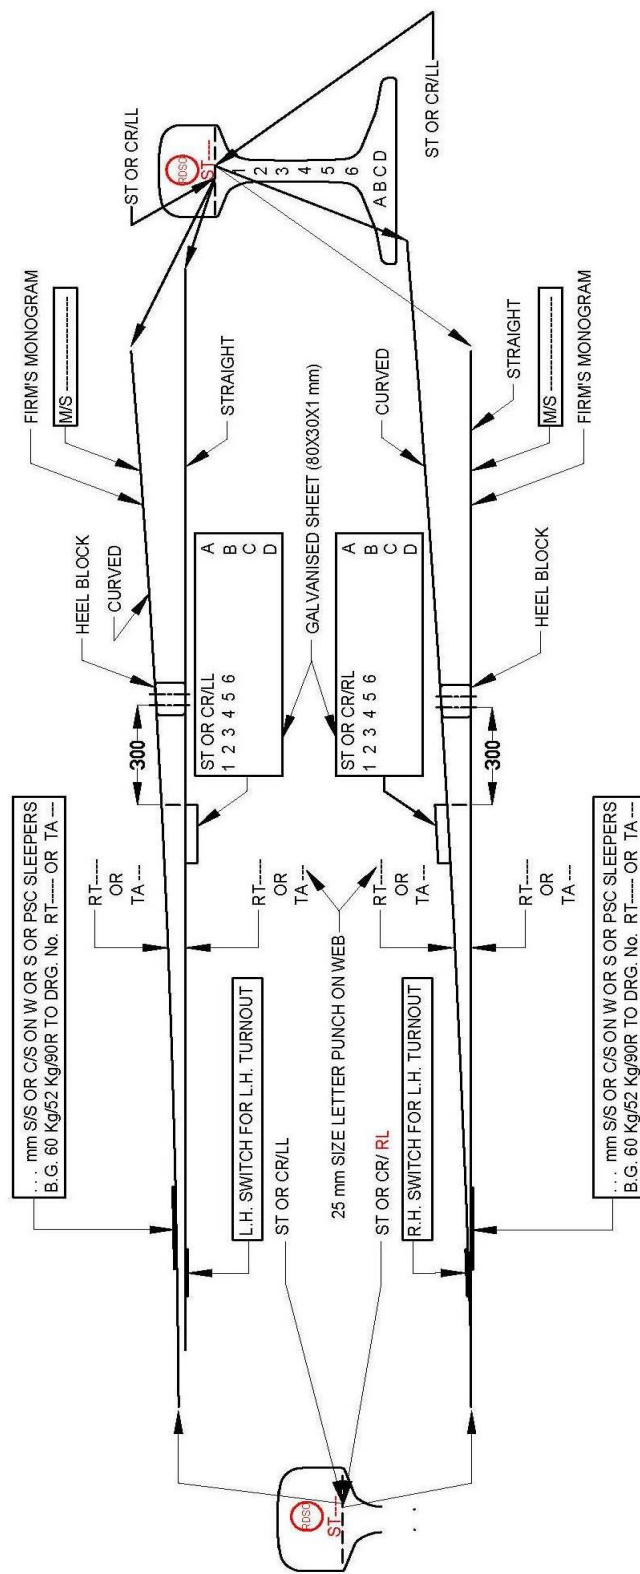 . . . mm S/S OR C/S ON W OR S OR PSC SLEEPERS
B.G. 60 Kg/52 Kg/90R TO DRG. No. RT---- OR TA ---
HEEL BLOCK
CURVED
FIRM'S MONOGRAM
M/S --------------
300
RT----
OR
TA ---
ST OR CR/LL
STRAIGHT
L.H. SWITCH FOR L.H. TURNOUT
ST OR CR/LL
RT----
OR
TA ---
ST OR CR/LL
1 2 3 4 5 6
A
B
C
D
RDSO
ST----
1
2
3
4
5
6
A B C D
RDSO
ST----
25 mm SIZE LETTER PUNCH ON WEB
GALVANISED SHEET (80X30X1 mm)
ST OR CR/ RL
R.H. SWITCH FOR L.H. TURNOUT
RT----
OR
TA ---
ST OR CR/RL
1 2 3 4 5 6
A
B
C
D
CURVED
ST OR CR/LL
300
RT----
OR
TA ---
HEEL BLOCK
STRAIGHT
M/S --------------
FIRM'S MONOGRAM
. . . mm S/S OR C/S ON W OR S OR PSC SLEEPERS
B.G. 60 Kg/52 Kg/90R TO DRG. No. RT---- OR TA ---